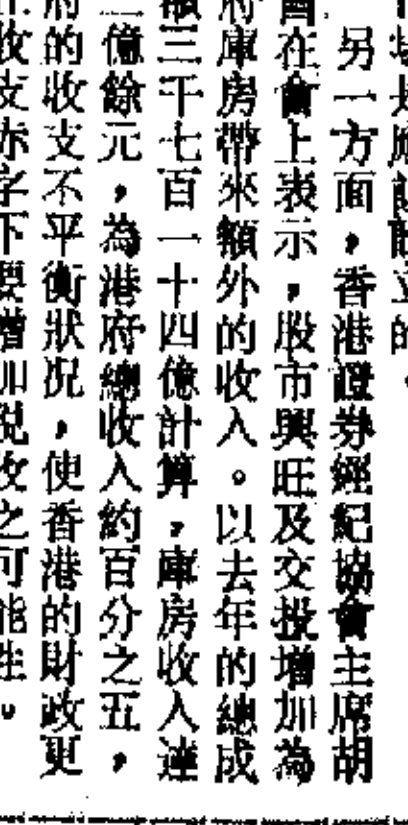 立的。
另一方面，香港證券經紀協會主席胡
在會上表示，股市興旺及交投增加為
府庫房帶來額外的收入。以去年的總成
額三千七百一十四億計算，庫房收入達
億餘元，為港府總收入約百分之五，
府的收支不平衡狀況，使香港的財政更
收支赤字下要增加稅收之可能性。